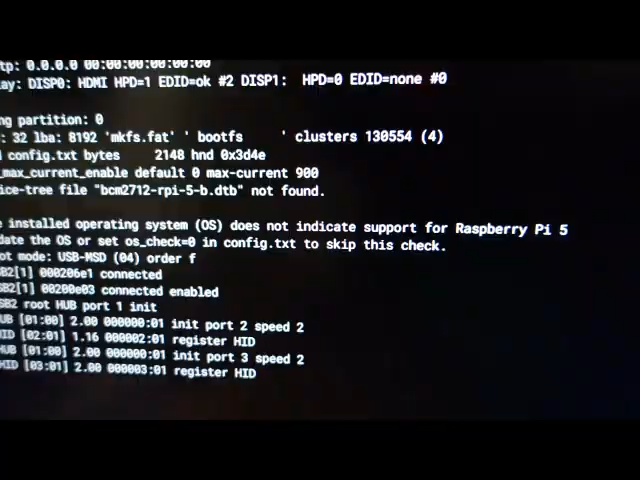 tp: 0.0.0.0 00:00:00:00:00:00
ay: DISP0: HDMI HPD=1 EDID=ok #2 DISP1: HPD=0 EDID=none #0
ng partition: 0
: 32 lba: 8192 'mkfs.fat' ' bootfs ' clusters 130554 (4)
config.txt bytes 2148 hnd 0x3d4e
_max_current_enable default 0 max-current 900
ice-tree file "bcm2712-rpi-5-b.dtb" not found.
e installed operating system (OS) does not indicate support for Raspberry Pi 5
date the OS or set os_check=0 in config.txt to skip this check.
ot mode: USB-MSD (04) order f
SB2[1] 000206e1 connected
SB2[1] 00200e03 connected enabled
SB2 root HUB port 1 init
UB [01:00] 2.00 000000:01 init port 2 speed 2
ID [02:01] 1.16 000002:01 register HID
HUB [01:00] 2.00 000000:01 init port 3 speed 2
HID [03:01] 2.00 000003:01 register HID